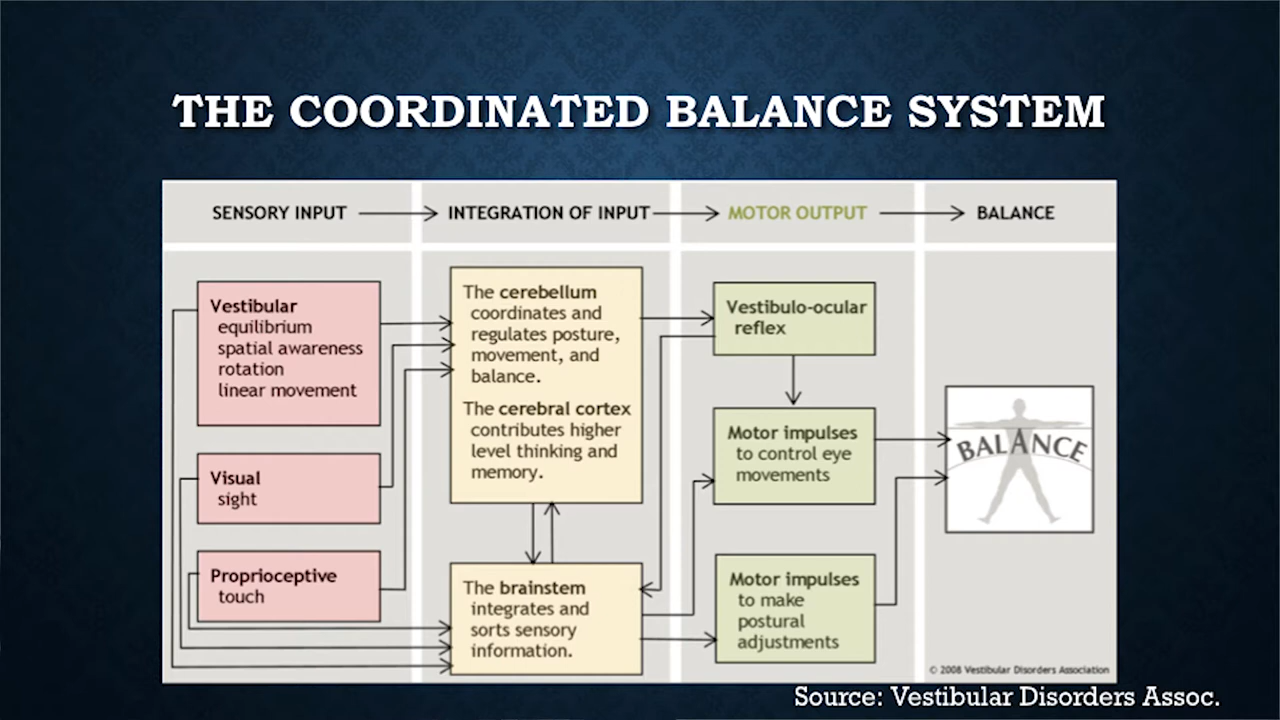 THE COORDINATED BALANCE SYSTEM
SENSORY INPUT
INTEGRATION OF INPUT
MOTOR OUTPUT
BALANCE
Vestibular
equilibrium
spatial awareness
rotation
linear movement
Visual
sight
Proprioceptive
touch
The cerebellum
coordinates and
regulates posture,
movement, and
balance.
The cerebral cortex
contributes higher
level thinking and
memory.
The brainstem
integrates and
sorts sensory
information.
Vestibulo-ocular
reflex
Motor impulses
to control eye
movements
Motor impulses
to make
postural
adjustments
BALANCE
© 2008 Vestibular Disorders Association
Source: Vestibular Disorders Assoc.